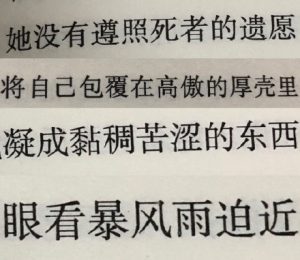 她没有遵照死者的遗愿
将自己包覆在高傲的厚壳里
凝成黏稠苦涩的东西
眼看暴风雨迫近